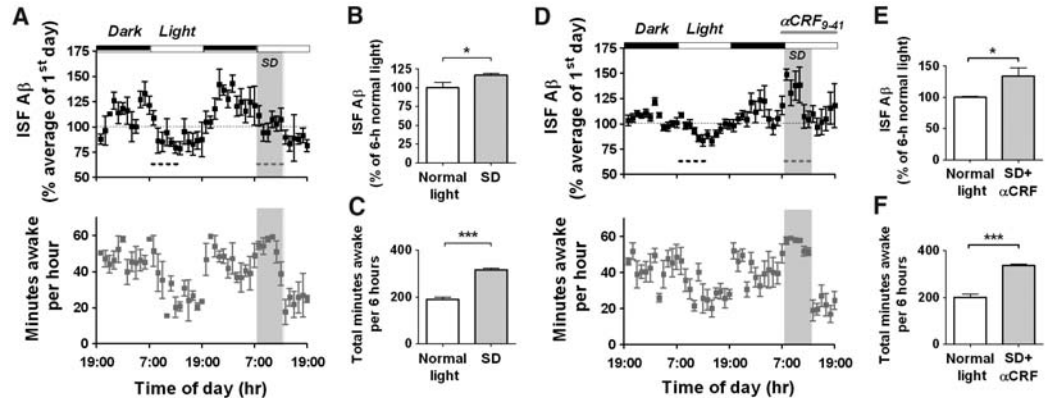 A
Dark Light
SD
ISF Aβ
(% average of 1st day)
175
150
125
100
75
50
Minutes awake
per hour
60
40
20
0
19:00 7:00 19:00 7:00 19:00
Time of day (hr)
B
*
ISF Aβ
(% of 6-h normal light)
125
100
75
50
25
0
Normal
light
SD
C
***
Total minutes awake
per 6 hours
400
200
0
Normal
light
SD
D
αCRF9-41
Dark Light
SD
ISF Aβ
(% average of 1st day)
175
150
125
100
75
50
Minutes awake
per hour
60
40
20
0
19:00 7:00 19:00 7:00 19:00
Time of day (hr)
E
*
ISF Aβ
(% of 6-h normal light)
150
100
50
0
Normal
light
SD+
αCRF
F
***
Total minutes awake
per 6 hours
400
200
0
Normal
light
SD+
αCRF